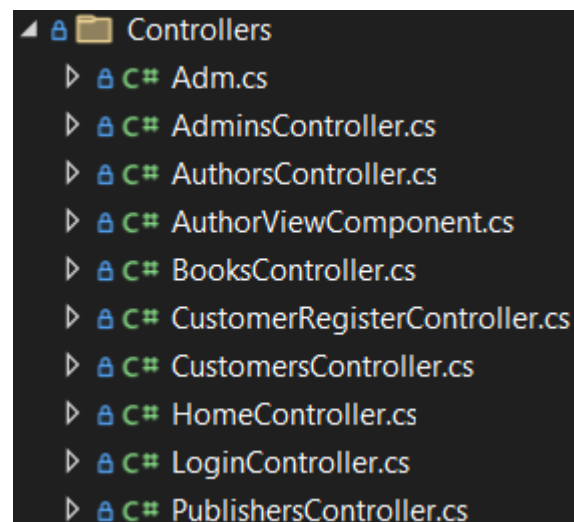 Controllers
C# Adm.cs
C# AdminsController.cs
C# AuthorsController.cs
C# AuthorViewComponent.cs
C# BooksController.cs
C# CustomerRegisterController.cs
C# CustomersController.cs
C# HomeController.cs
C# LoginController.cs
C# PublishersController.cs